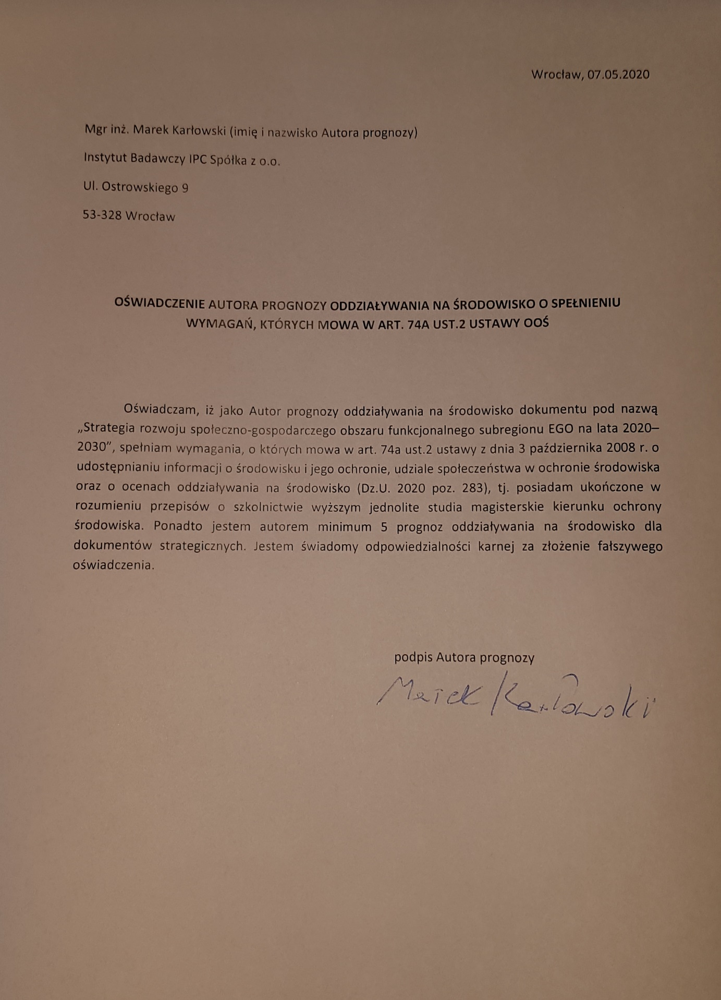 Wrocław, 07.05.2020
Mgr inż. Marek Karłowski (imię i nazwisko Autora prognozy)
Instytut Badawczy IPC Spółka z o.o.
Ul. Ostrowskiego 9
53-328 Wrocław
OŚWIADCZENIE AUTORA PROGNOZY ODDZIAŁYWANIA NA ŚRODOWISKO O SPEŁNIENIU
WYMAGAŃ, KTÓRYCH MOWA W ART. 74A UST.2 USTAWY OOŚ
Oświadczam, iż jako Autor prognozy oddziaływania na środowisko dokumentu pod nazwą
„Strategia rozwoju społeczno-gospodarczego obszaru funkcjonalnego subregionu EGO na lata 2020–
2030”, spełniam wymagania, o których mowa w art. 74a ust.2 ustawy z dnia 3 października 2008 r. o
udostępnianiu informacji o środowisku i jego ochronie, udziale społeczeństwa w ochronie środowiska
oraz o ocenach oddziaływania na środowisko (Dz.U. 2020 poz. 283), tj. posiadam ukończone w
rozumieniu przepisów o szkolnictwie wyższym jednolite studia magisterskie kierunku ochrony
środowiska. Ponadto jestem autorem minimum 5 prognoz oddziaływania na środowisko dla
dokumentów strategicznych. Jestem świadomy odpowiedzialności karnej za złożenie fałszywego
oświadczenia.
podpis Autora prognozy
Marek Karłowski